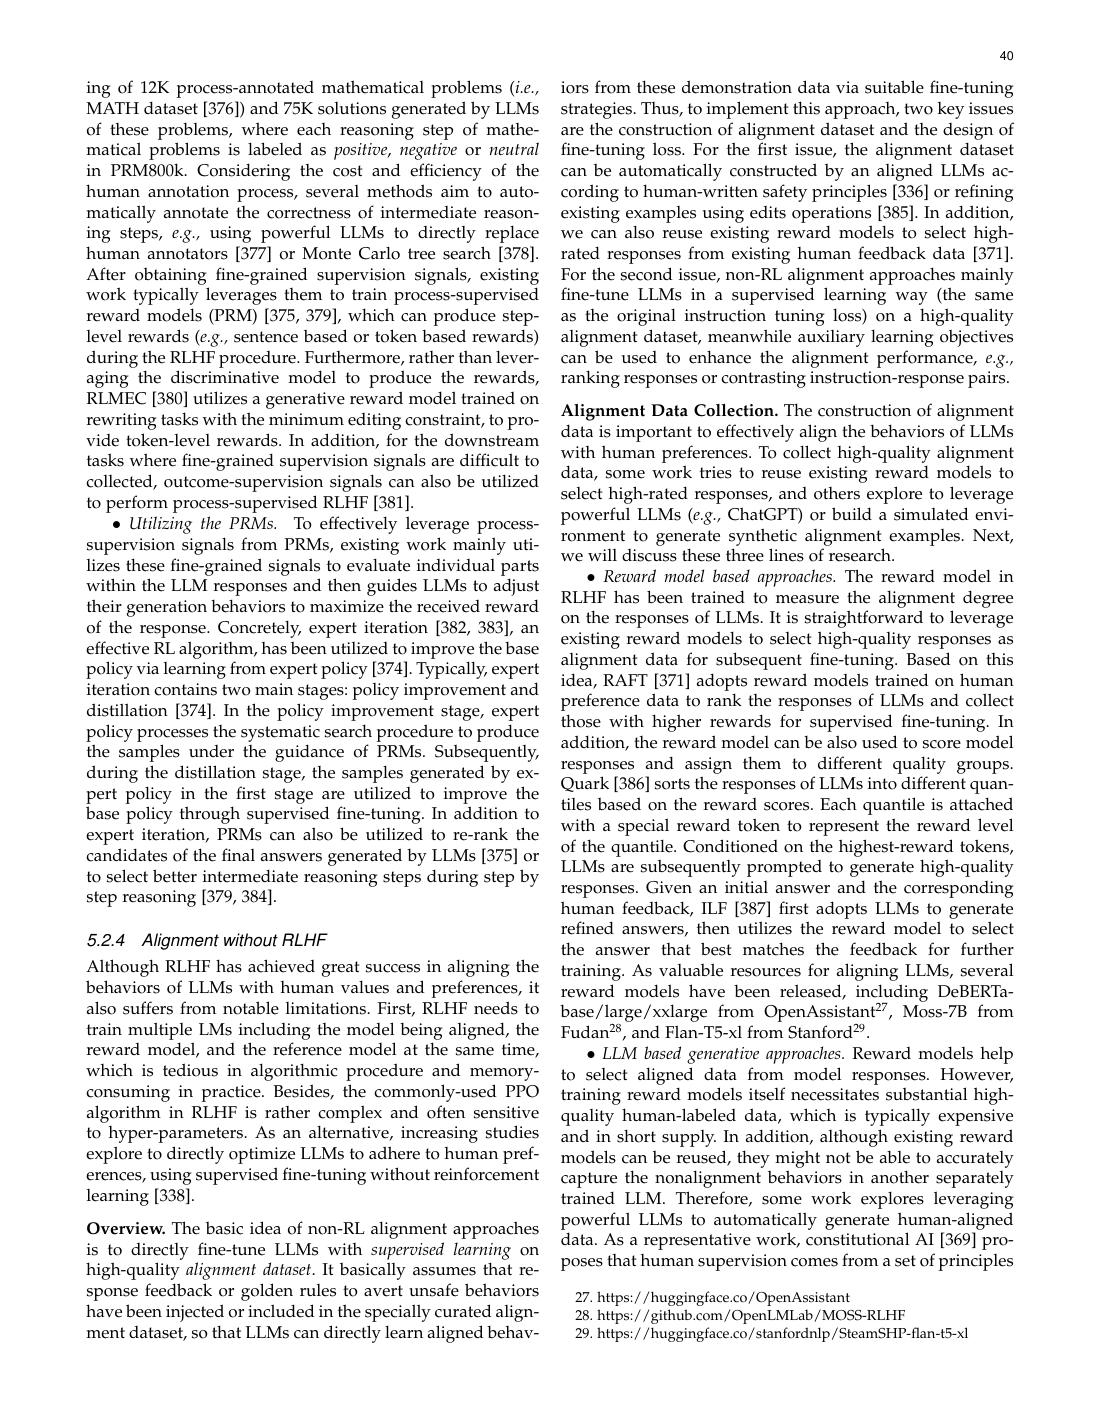 40
ing of 12K process-annotated mathematical problems (i.e.,
MATH dataset [376]) and 75K solutions generated by LLMs
of these problems, where each reasoning step of mathe-
matical problems is labeled as positive, negative or neutral
in PRM800k. Considering the cost and efficiency of the
human annotation process, several methods aim to auto-
matically annotate the correctness of intermediate reason-
ing steps, e.g., using powerful LLMs to directly replace
human annotators [377] or Monte Carlo tree search [378].
After obtaining fine-grained supervision signals, existing
work typically leverages them to train process-supervised
reward models (PRM) [375, 379], which can produce step-
level rewards (e.g., sentence based or token based rewards)
during the RLHF procedure. Furthermore, rather than lever-
aging the discriminative model to produce the rewards,
RLMEC [380] utilizes a generative reward model trained on
rewriting tasks with the minimum editing constraint, to pro-
vide token-level rewards. In addition, for the downstream
tasks where fine-grained supervision signals are difficult to
collected, outcome-supervision signals can also be utilized
to perform process-supervised RLHF [381].
• Utilizing the PRMs. To effectively leverage process-
supervision signals from PRMs, existing work mainly uti-
lizes these fine-grained signals to evaluate individual parts
within the LLM responses and then guides LLMs to adjust
their generation behaviors to maximize the received reward
of the response. Concretely, expert iteration [382, 383], an
effective RL algorithm, has been utilized to improve the base
policy via learning from expert policy [374]. Typically, expert
iteration contains two main stages: policy improvement and
distillation [374]. In the policy improvement stage, expert
policy processes the systematic search procedure to produce
the samples under the guidance of PRMs. Subsequently,
during the distillation stage, the samples generated by ex-
pert policy in the first stage are utilized to improve the
base policy through supervised fine-tuning. In addition to
expert iteration, PRMs can also be utilized to re-rank the
candidates of the final answers generated by LLMs [375] or
to select better intermediate reasoning steps during step by
step reasoning [379, 384].
5.2.4 Alignment without RLHF
Although RLHF has achieved great success in aligning the
behaviors of LLMs with human values and preferences, it
also suffers from notable limitations. First, RLHF needs to
train multiple LMs including the model being aligned, the
reward model, and the reference model at the same time,
which is tedious in algorithmic procedure and memory-
consuming in practice. Besides, the commonly-used PPO
algorithm in RLHF is rather complex and often sensitive
to hyper-parameters. As an alternative, increasing studies
explore to directly optimize LLMs to adhere to human pref-
erences, using supervised fine-tuning without reinforcement
learning [338].
Overview. The basic idea of non-RL alignment approaches
is to directly fine-tune LLMs with supervised learning on
high-quality alignment dataset. It basically assumes that re-
sponse feedback or golden rules to avert unsafe behaviors
have been injected or included in the specially curated align-
ment dataset, so that LLMs can directly learn aligned behav-
iors from these demonstration data via suitable fine-tuning
strategies. Thus, to implement this approach, two key issues
are the construction of alignment dataset and the design of
fine-tuning loss. For the first issue, the alignment dataset
can be automatically constructed by an aligned LLMs ac-
cording to human-written safety principles [336] or refining
existing examples using edits operations [385]. In addition,
we can also reuse existing reward models to select high-
rated responses from existing human feedback data [371].
For the second issue, non-RL alignment approaches mainly
fine-tune LLMs in a supervised learning way (the same
as the original instruction tuning loss) on a high-quality
alignment dataset, meanwhile auxiliary learning objectives
can be used to enhance the alignment performance, e.g.,
ranking responses or contrasting instruction-response pairs.
Alignment Data Collection. The construction of alignment
data is important to effectively align the behaviors of LLMs
with human preferences. To collect high-quality alignment
data, some work tries to reuse existing reward models to
select high-rated responses, and others explore to leverage
powerful LLMs (e.g., ChatGPT) or build a simulated envi-
ronment to generate synthetic alignment examples. Next,
we will discuss these three lines of research.
• Reward model based approaches. The reward model in
RLHF has been trained to measure the alignment degree
on the responses of LLMs. It is straightforward to leverage
existing reward models to select high-quality responses as
alignment data for subsequent fine-tuning. Based on this
idea, RAFT [371] adopts reward models trained on human
preference data to rank the responses of LLMs and collect
those with higher rewards for supervised fine-tuning. In
addition, the reward model can be also used to score model
responses and assign them to different quality groups.
Quark [386] sorts the responses of LLMs into different quan-
tiles based on the reward scores. Each quantile is attached
with a special reward token to represent the reward level
of the quantile. Conditioned on the highest-reward tokens,
LLMs are subsequently prompted to generate high-quality
responses. Given an initial answer and the corresponding
human feedback, ILF [387] first adopts LLMs to generate
refined answers, then utilizes the reward model to select
the answer that best matches the feedback for further
training. As valuable resources for aligning LLMs, several
reward models have been released, including DeBERTa-
base/large/xxlarge from OpenAssistant27, Moss-7B from
Fudan28, and Flan-T5-xl from Stanford29.
• LLM based generative approaches. Reward models help
to select aligned data from model responses. However,
training reward models itself necessitates substantial high-
quality human-labeled data, which is typically expensive
and in short supply. In addition, although existing reward
models can be reused, they might not be able to accurately
capture the nonalignment behaviors in another separately
trained LLM. Therefore, some work explores leveraging
powerful LLMs to automatically generate human-aligned
data. As a representative work, constitutional AI [369] pro-
poses that human supervision comes from a set of principles
27. https://huggingface.co/OpenAssistant
28. https://github.com/OpenLMLab/MOSS-RLHF
29. https://huggingface.co/stanfordnlp/SteamSHP-flan-t5-xl